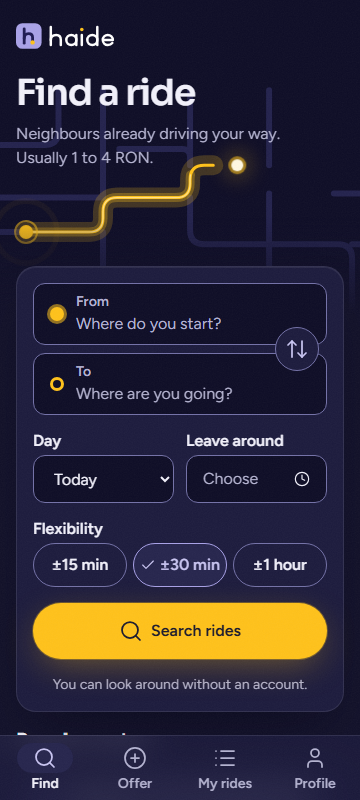 haide
Find a ride
Neighbours already driving your way.
Usually 1 to 4 RON.
From
Where do you start?
To
Where are you going?
Day
Leave around
Today
Choose
Flexibility
±15 min
±30 min
±1 hour
Search rides
You can look around without an account.
Find
Offer
My rides
Profile